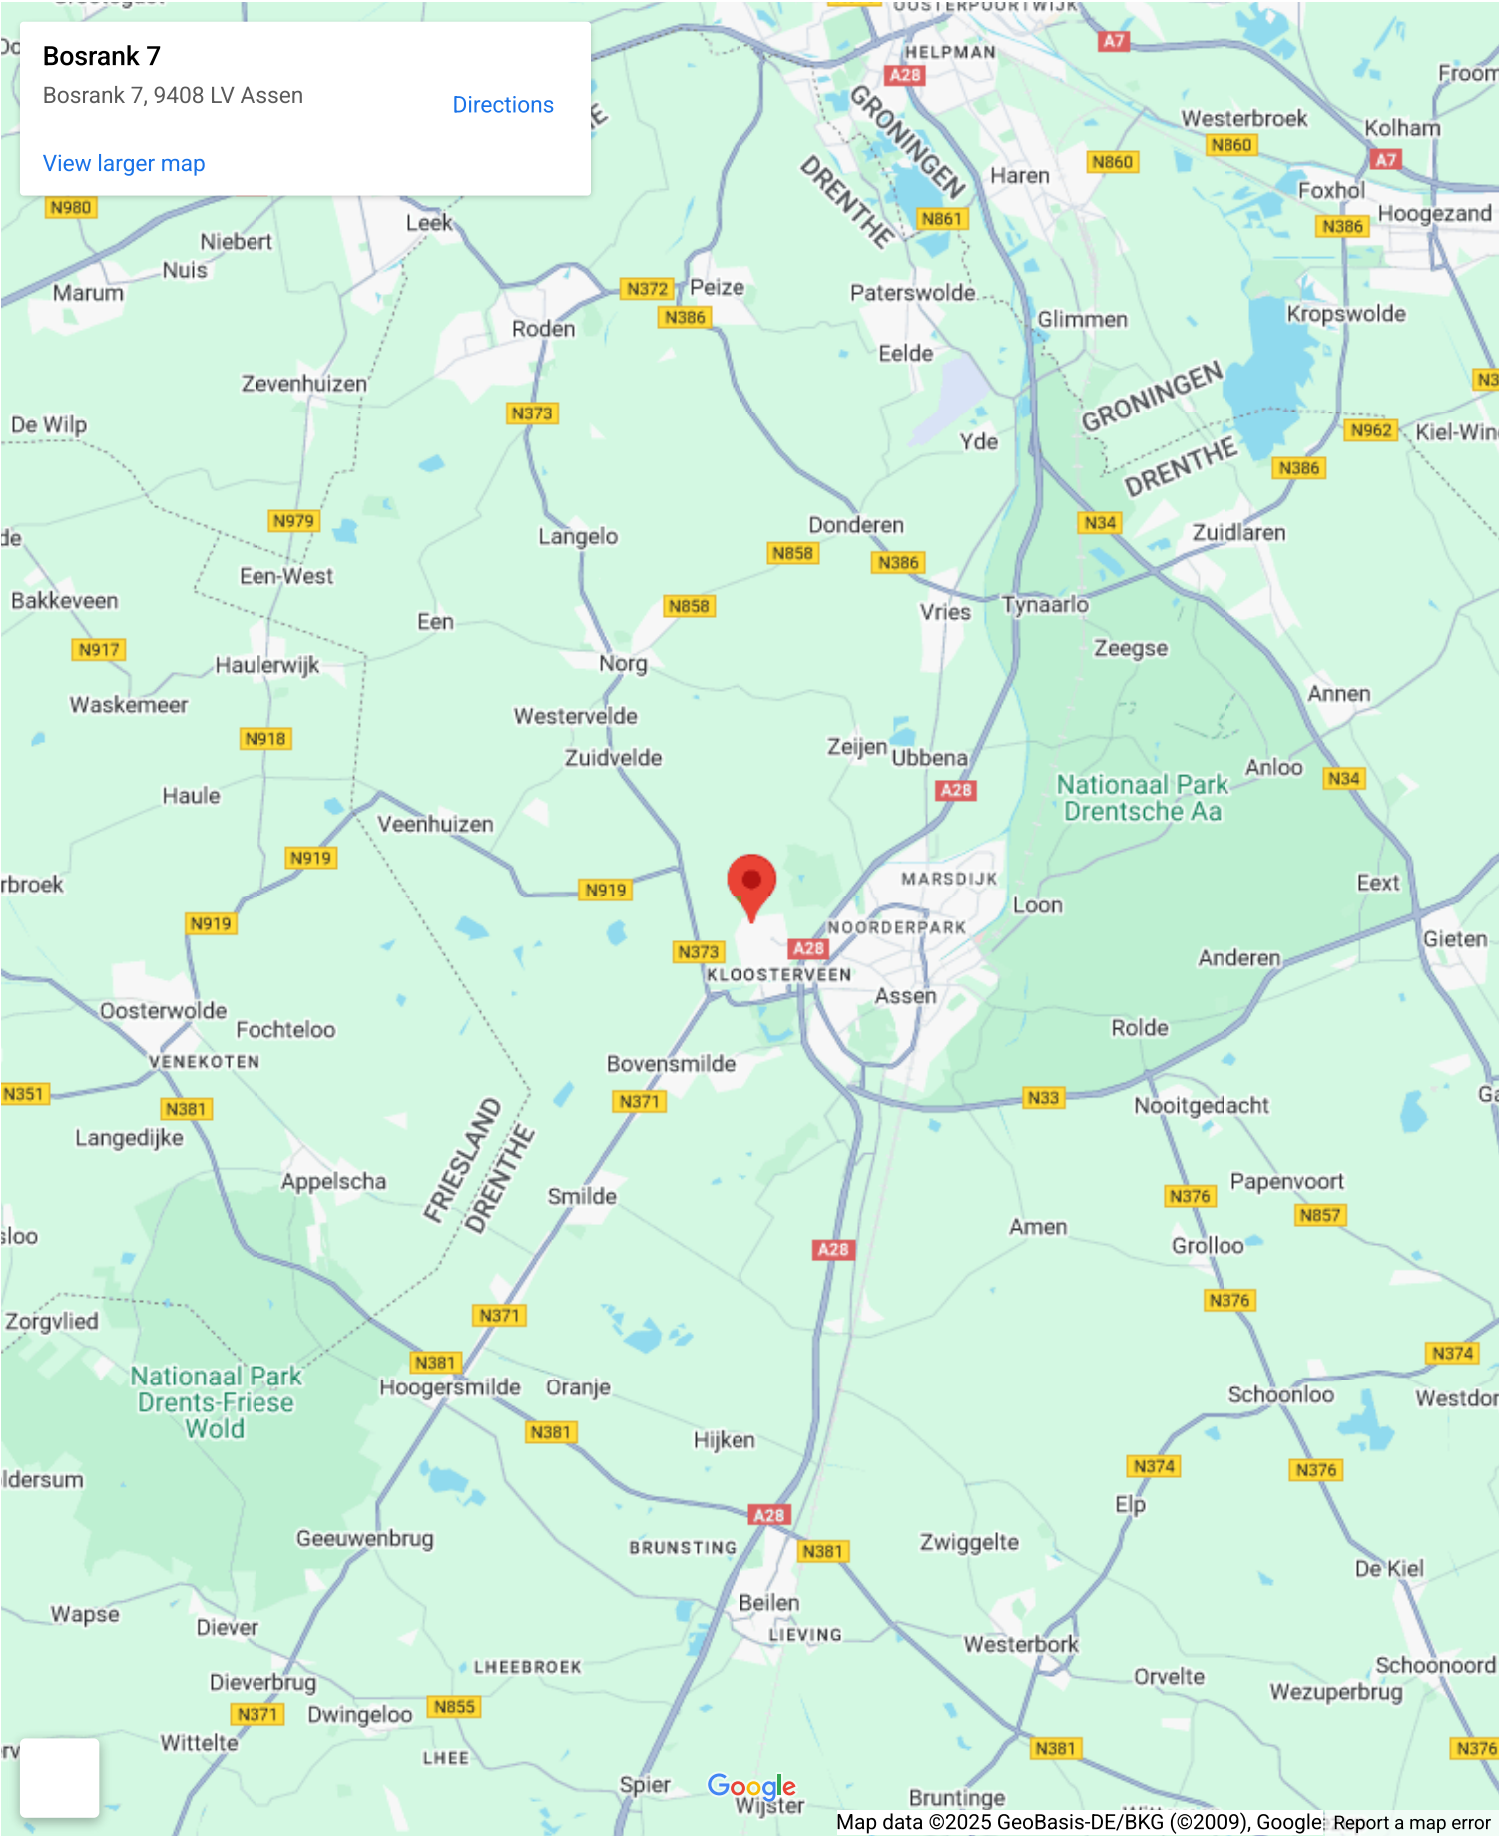 Bosrank 7
Bosrank 7, 9408 LV Assen
Directions
View larger map
OOSTERPOORTWIJK
HELPMAN
A7
A28
Froom
GRONINGEN
DRENTHE
Westerbroek
Kolham
N860
N860
A7
Haren
Foxhol
N980
Leek
N861
Hoogezand
N386
Niebert
Nuis
Marum
N372
Peize
Paterswolde
N386
Roden
Glimmen
Kropswolde
Eelde
Zevenhuizen
GRONINGEN
N3
N373
De Wilp
Yde
N962
Kiel-Win
DRENTHE
N386
N979
Langelo
Donderen
N34
Zuidlaren
de
N858
N386
Een-West
Bakkeveen
Een
N858
Vries
Tynaarlo
N917
Zeegse
Haulerwijk
Norg
Annen
Waskemeer
Westervelde
N918
Zuidvelde
Zeijen
Ubbena
Anloo
N34
Nationaal Park
Drentsche Aa
A28
Haule
Veenhuizen
N919
MARSDIJK
rbroek
N919
Eext
Loon
N919
NOORDERPARK
N373
A28
Gieten
Anderen
KLOOSTERVEEN
Assen
Oosterwolde
Fochteloo
Rolde
VENEKOTEN
Bovensmilde
N351
N381
N371
N33
Nooitgedacht
Ga
Langedijke
FRIESLAND
DRENTHE
Appelscha
Smilde
N376
Papenvoort
N857
sloo
Amen
Grolloo
A28
N376
Zorgvlied
N371
N381
N374
Nationaal Park
Drents-Friese
Wold
Hoogersmilde
Oranje
Schoonloo
Westdor
N381
Hijken
N374
N376
ldersum
Elp
A28
Geeuwenbrug
BRUNSTING
N381
Zwiggelte
De Kiel
Beilen
Wapse
Diever
LIEVING
Westerbork
LHEEBROEK
Schoonoord
Dieverbrug
Orvelte
Wezuperbrug
N371
Dwingeloo
N855
Wittelte
N381
N376
LHEE
Spier
Google
Wijster
Bruntinge
Map data ©2025 GeoBasis-DE/BKG (©2009), Google
Report a map error